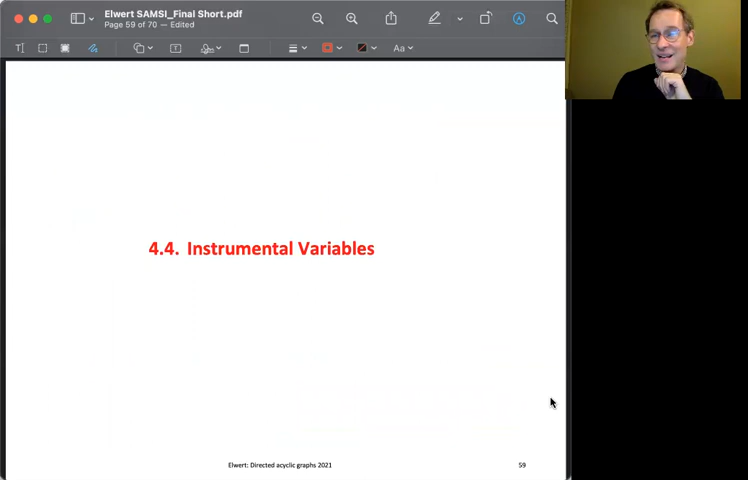 Elwert SAMSI_Final Short.pdf
Page 59 of 70 — Edited
Aa
4.4. Instrumental Variables
Elwert: Directed acyclic graphs 2021
59